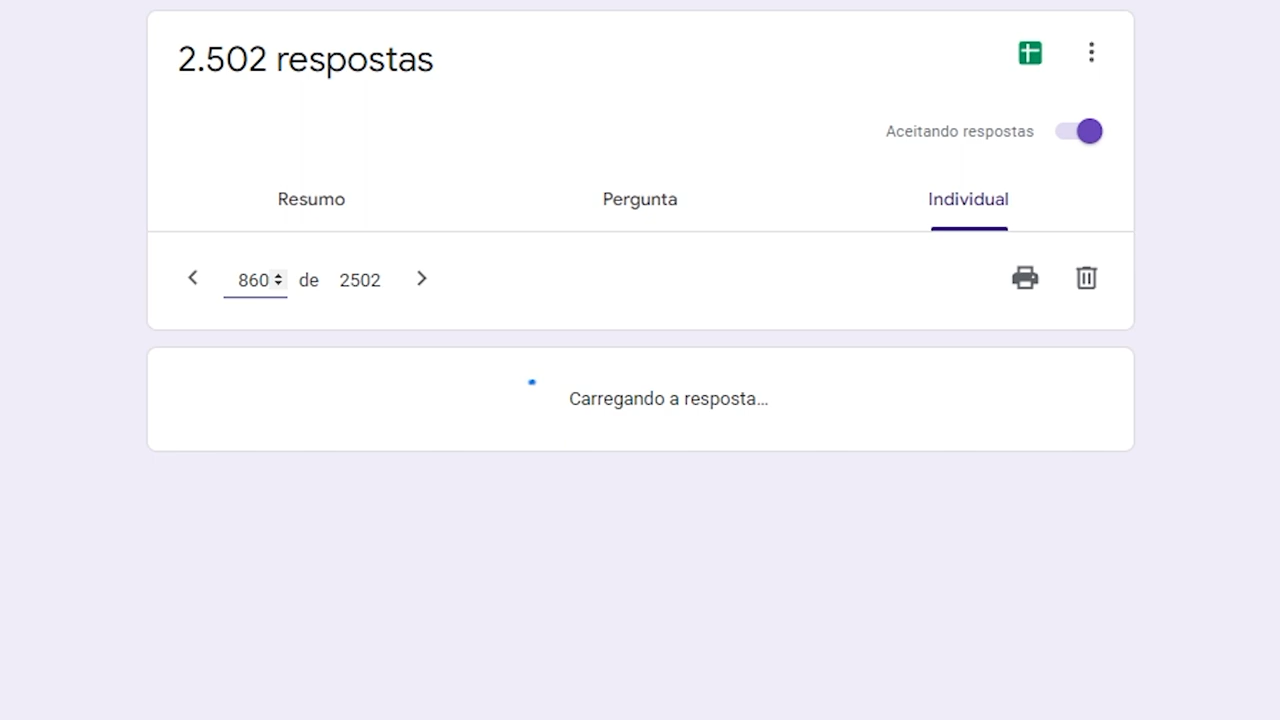 2.502 respostas
Aceitando respostas
Resumo Pergunta Individual
860 de 2502
Carregando a resposta...